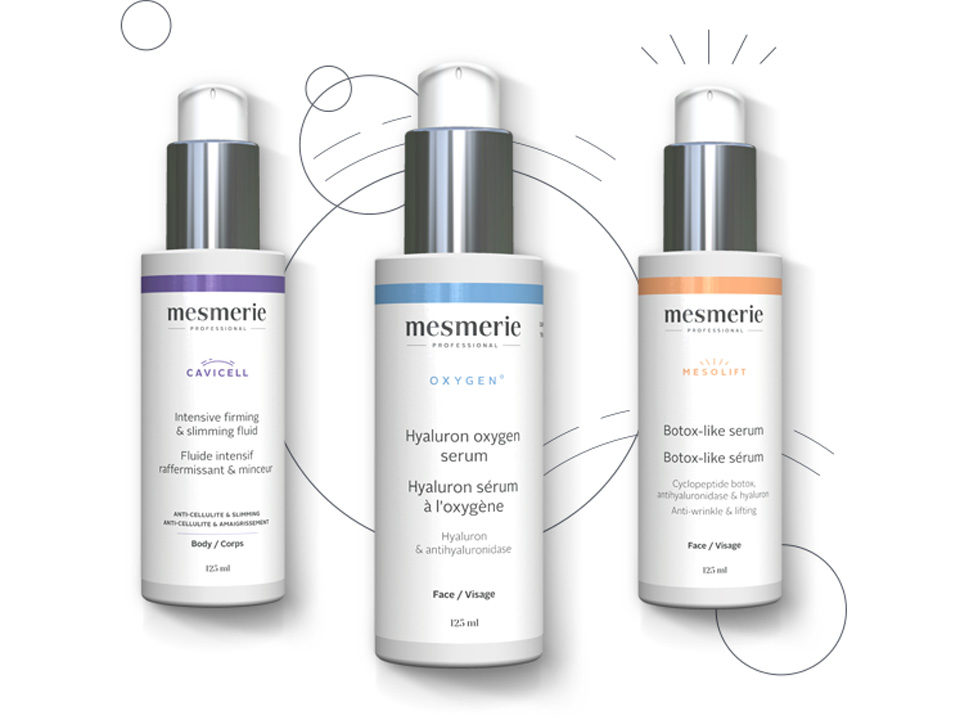 mesmerie
PROFESSIONAL
CAVICELL
Intensive firming
& slimming fluid
Fluide intensif
raffermissant & minceur
ANTI-CELLULITE & SLIMMING
ANTI-CELLULITE & AMAIGRISSEMENT
Body / Corps
125 ml
mesmerie
PROFESSIONAL
OXYGEN°
Hyaluron oxygen
serum
Hyaluron sérum
à l'oxygène
Hyaluron
& antihyaluronidase
Face / Visage
125 ml
mesmerie
PROFESSIONAL
MESOLIFT
Botox-like serum
Botox-like sérum
Cyclopeptide botox,
antihyaluronidase & hyaluron
Anti-wrinkle & lifting
Face / Visage
125 ml